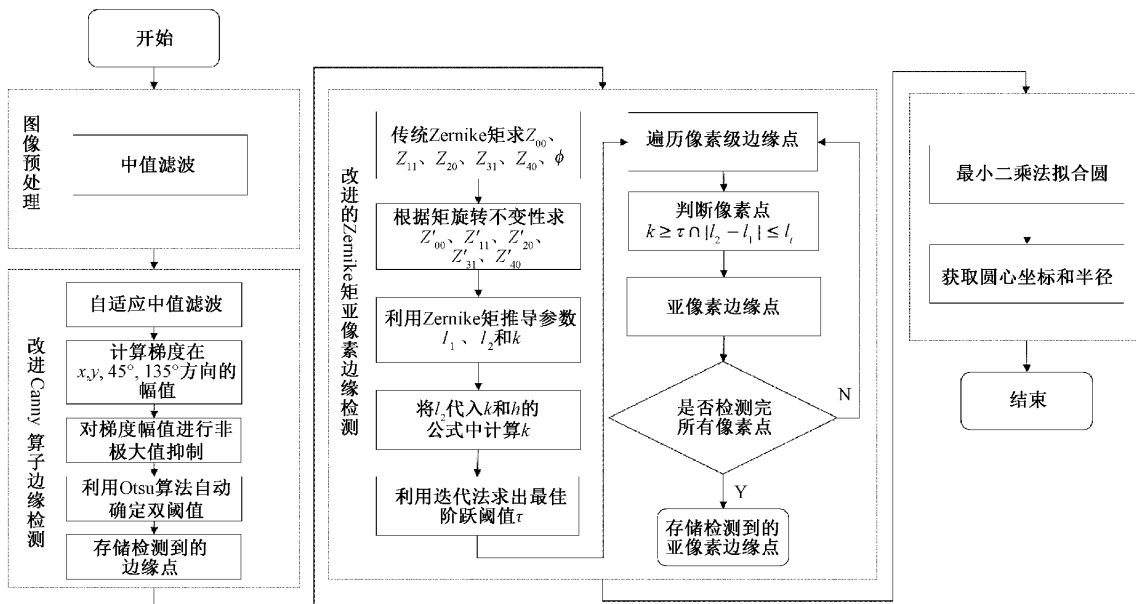 开始
图像预处理
中值滤波
改进Canny 算子边缘检测
自适应中值滤波
计算梯度在
x,y, 45°, 135°方向的
幅值
对梯度幅值进行非
极大值抑制
利用Otsu算法自动
确定双阈值
存储检测到的
边缘点
改进的Zernike矩亚像素边缘检测
传统Zernike矩求Z₀₀、
Z₁₁、Z₂₀、Z₃₁、Z₄₀、ϕ
根据矩旋转不变性求
Z′₀₀、Z′₁₁、Z′₂₀、
Z′₃₁、Z′₄₀
利用Zernike矩推导参数
l₁、l₂和k
将l₂代入k和h的
公式中计算k
利用迭代法求出最佳
阶跃阈值τ
遍历像素级边缘点
判断像素点
k ≥ τ ∩ |l₂ − l₁| ≤ lₜ
亚像素边缘点
是否检测完
所有像素点
N
Y
存储检测到的
亚像素边缘点
最小二乘法拟合圆
获取圆心坐标和半径
结束